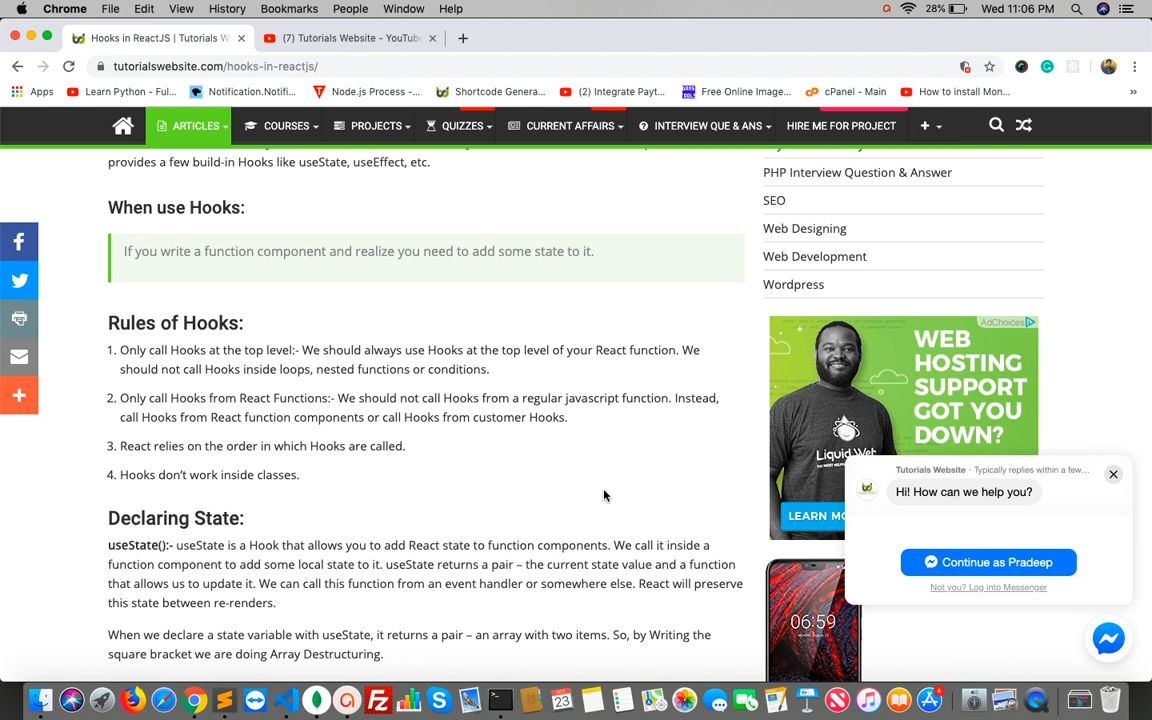 Chrome File Edit View History Bookmarks People Window Help 28% Wed 11:06 PM
Hooks in ReactJS | Tutorials W (7) Tutorials Website - YouTube
tutorialswebsite.com/hooks-in-reactjs/
Apps Learn Python - Ful... Notification.Notifi... Node.js Process -... Shortcode Genera... (2) Integrate Payt... Free Online Image... cPanel - Main How to install Mon...
ARTICLES COURSES PROJECTS QUIZZES CURRENT AFFAIRS INTERVIEW QUE & ANS HIRE ME FOR PROJECT
provides a few build-in Hooks like useState, useEffect, etc.
When use Hooks:
If you write a function component and realize you need to add some state to it.
Rules of Hooks:
1. Only call Hooks at the top level:- We should always use Hooks at the top level of your React function. We
should not call Hooks inside loops, nested functions or conditions.
2. Only call Hooks from React Functions:- We should not call Hooks from a regular javascript function. Instead,
call Hooks from React function components or call Hooks from customer Hooks.
3. React relies on the order in which Hooks are called.
4. Hooks don't work inside classes.
Declaring State:
useState():- useState is a Hook that allows you to add React state to function components. We call it inside a
function component to add some local state to it. useState returns a pair – the current state value and a function
that allows us to update it. We can call this function from an event handler or somewhere else. React will preserve
this state between re-renders.
When we declare a state variable with useState, it returns a pair – an array with two items. So, by Writing the
square bracket we are doing Array Destructuring.
PHP Interview Question & Answer
SEO
Web Designing
Web Development
Wordpress
AdChoices
WEB
HOSTING
SUPPORT
GOT YOU
DOWN?
Liquid Web
LEARN MO
Tutorials Website · Typically replies within a few...
Hi! How can we help you?
Continue as Pradeep
Not you? Log into Messenger
06:59
23
4